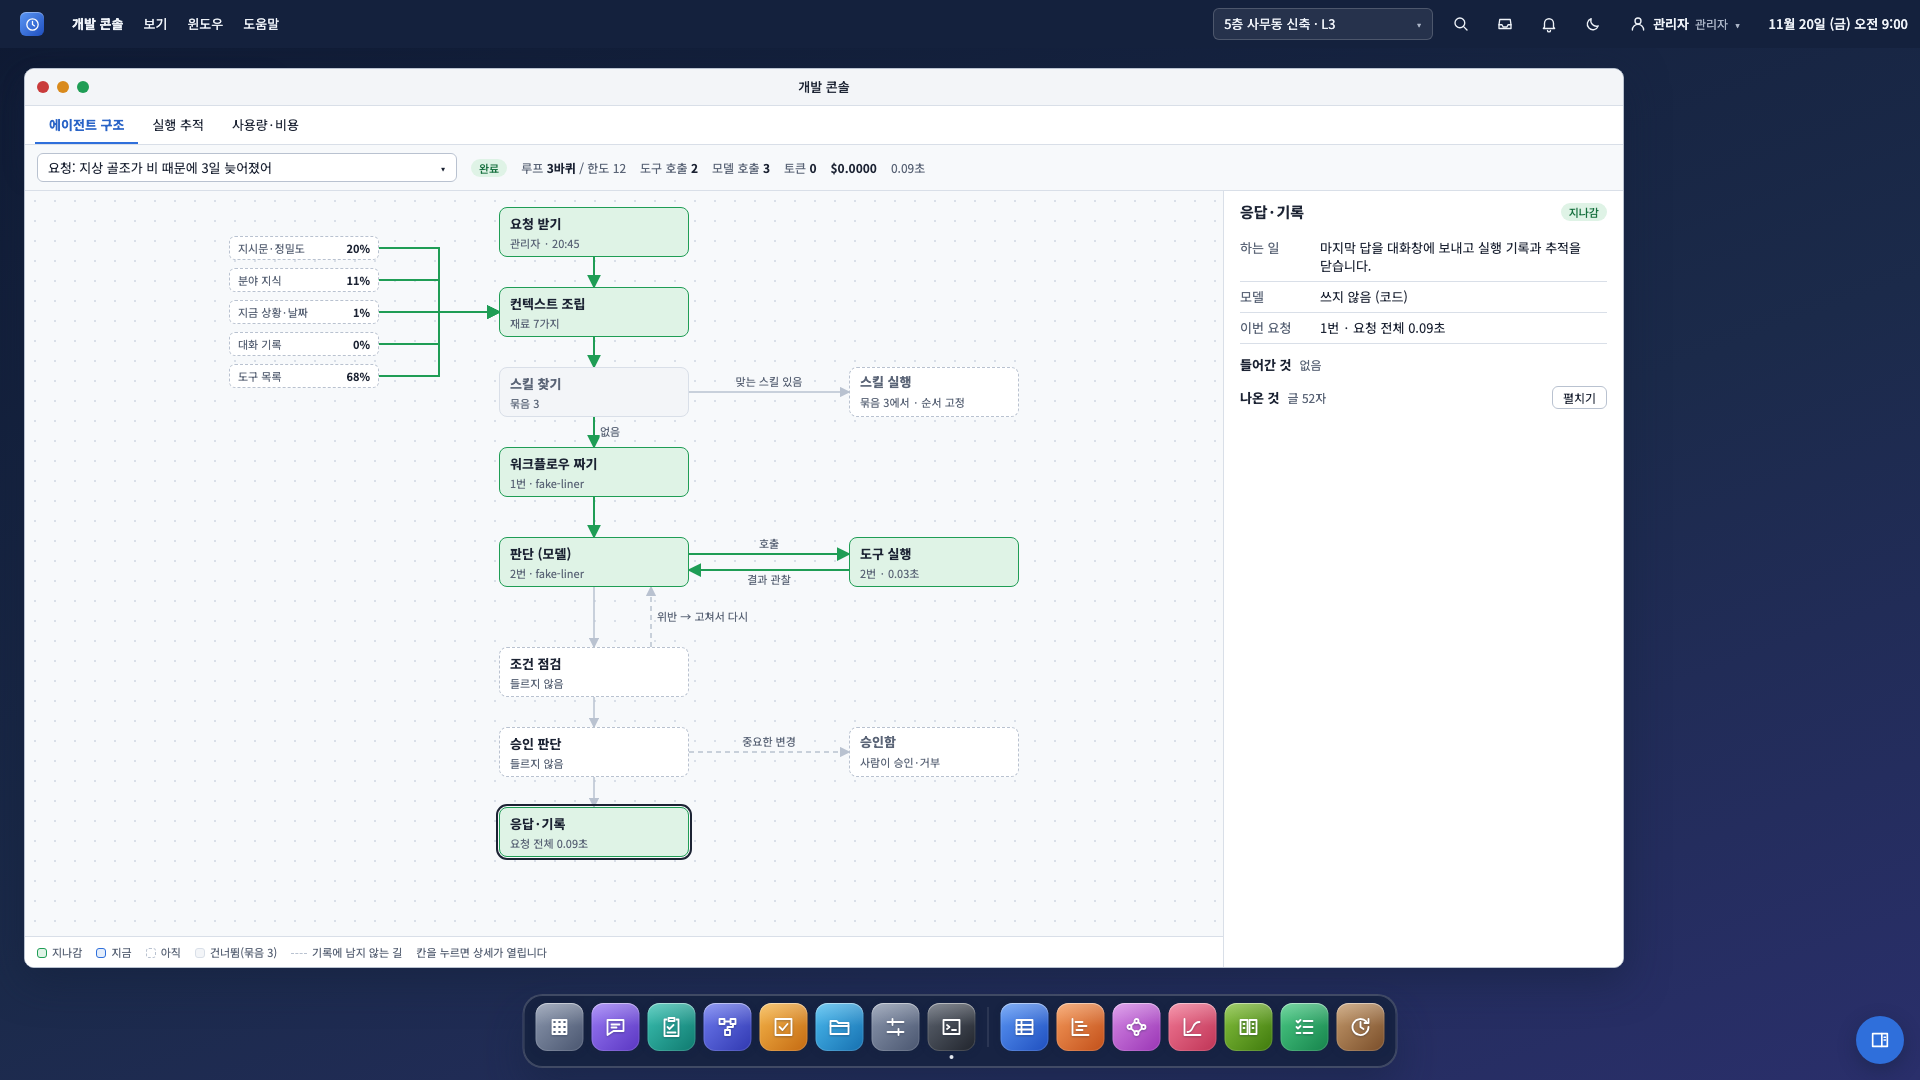 개발 콘솔 보기 윈도우 도움말
5층 사무동 신축 · L3
관리자 관리자
11월 20일 (금) 오전 9:00
개발 콘솔
에이전트 구조 실행 추적 사용량·비용
요청: 지상 골조가 비 때문에 3일 늦어졌어
완료 루프 3바퀴 / 한도 12 도구 호출 2 모델 호출 3 토큰 0 $0.0000 0.09초
지시문·정밀도 20%
분야 지식 11%
지금 상황·날짜 1%
대화 기록 0%
도구 목록 68%
요청 받기
관리자 · 20:45
컨텍스트 조립
재료 7가지
스킬 찾기
묶음 3
맞는 스킬 있음
스킬 실행
묶음 3에서 · 순서 고정
없음
워크플로우 짜기
1번 · fake-liner
판단 (모델)
2번 · fake-liner
호출
결과 관찰
도구 실행
2번 · 0.03초
위반 → 고쳐서 다시
조건 점검
들르지 않음
승인 판단
들르지 않음
중요한 변경
승인함
사람이 승인·거부
응답·기록
요청 전체 0.09초
지나감 지금 아직 건너뜀(묶음 3) 기록에 남지 않는 길 칸을 누르면 상세가 열립니다
응답·기록 지나감
하는 일 마지막 답을 대화창에 보내고 실행 기록과 추적을
닫습니다.
모델 쓰지 않음 (코드)
이번 요청 1번 · 요청 전체 0.09초
들어간 것 없음
나온 것 글 52자 펼치기